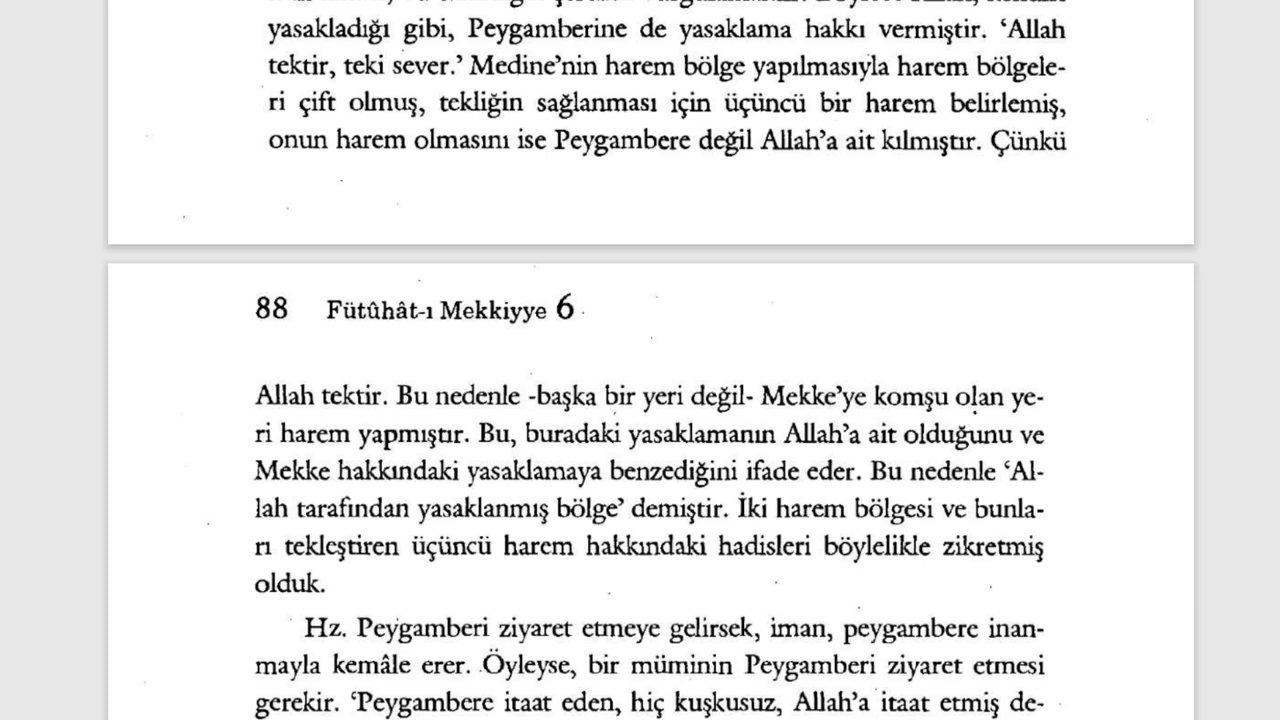 yasakladığı gibi, Peygamberine de yasaklama hakkı vermiştir. ‘Allah
tektir, teki sever.’ Medine’nin harem bölge yapılmasıyla harem bölgele-
ri çift olmuş, tekliğin sağlanması için üçüncü bir harem belirlemiş,
onun harem olmasını ise Peygambere değil Allah’a ait kılmıştır. Çünkü
88 Fütûhât-ı Mekkiyye 6
Allah tektir. Bu nedenle -başka bir yeri değil- Mekke’ye komşu olan ye-
ri harem yapmıştır. Bu, buradaki yasaklamanın Allah’a ait olduğunu ve
Mekke hakkındaki yasaklamaya benzediğini ifade eder. Bu nedenle ‘Al-
lah tarafından yasaklanmış bölge’ demiştir. İki harem bölgesi ve bunla-
rı tekleştiren üçüncü harem hakkındaki hadisleri böylelikle zikretmiş
olduk.
Hz. Peygamberi ziyaret etmeye gelirsek, iman, peygambere inan-
mayla kemâle erer. Öyleyse, bir müminin Peygamberi ziyaret etmesi
gerekir. ‘Peygambere itaat eden, hiç kuşkusuz, Allah’a itaat etmiş de-